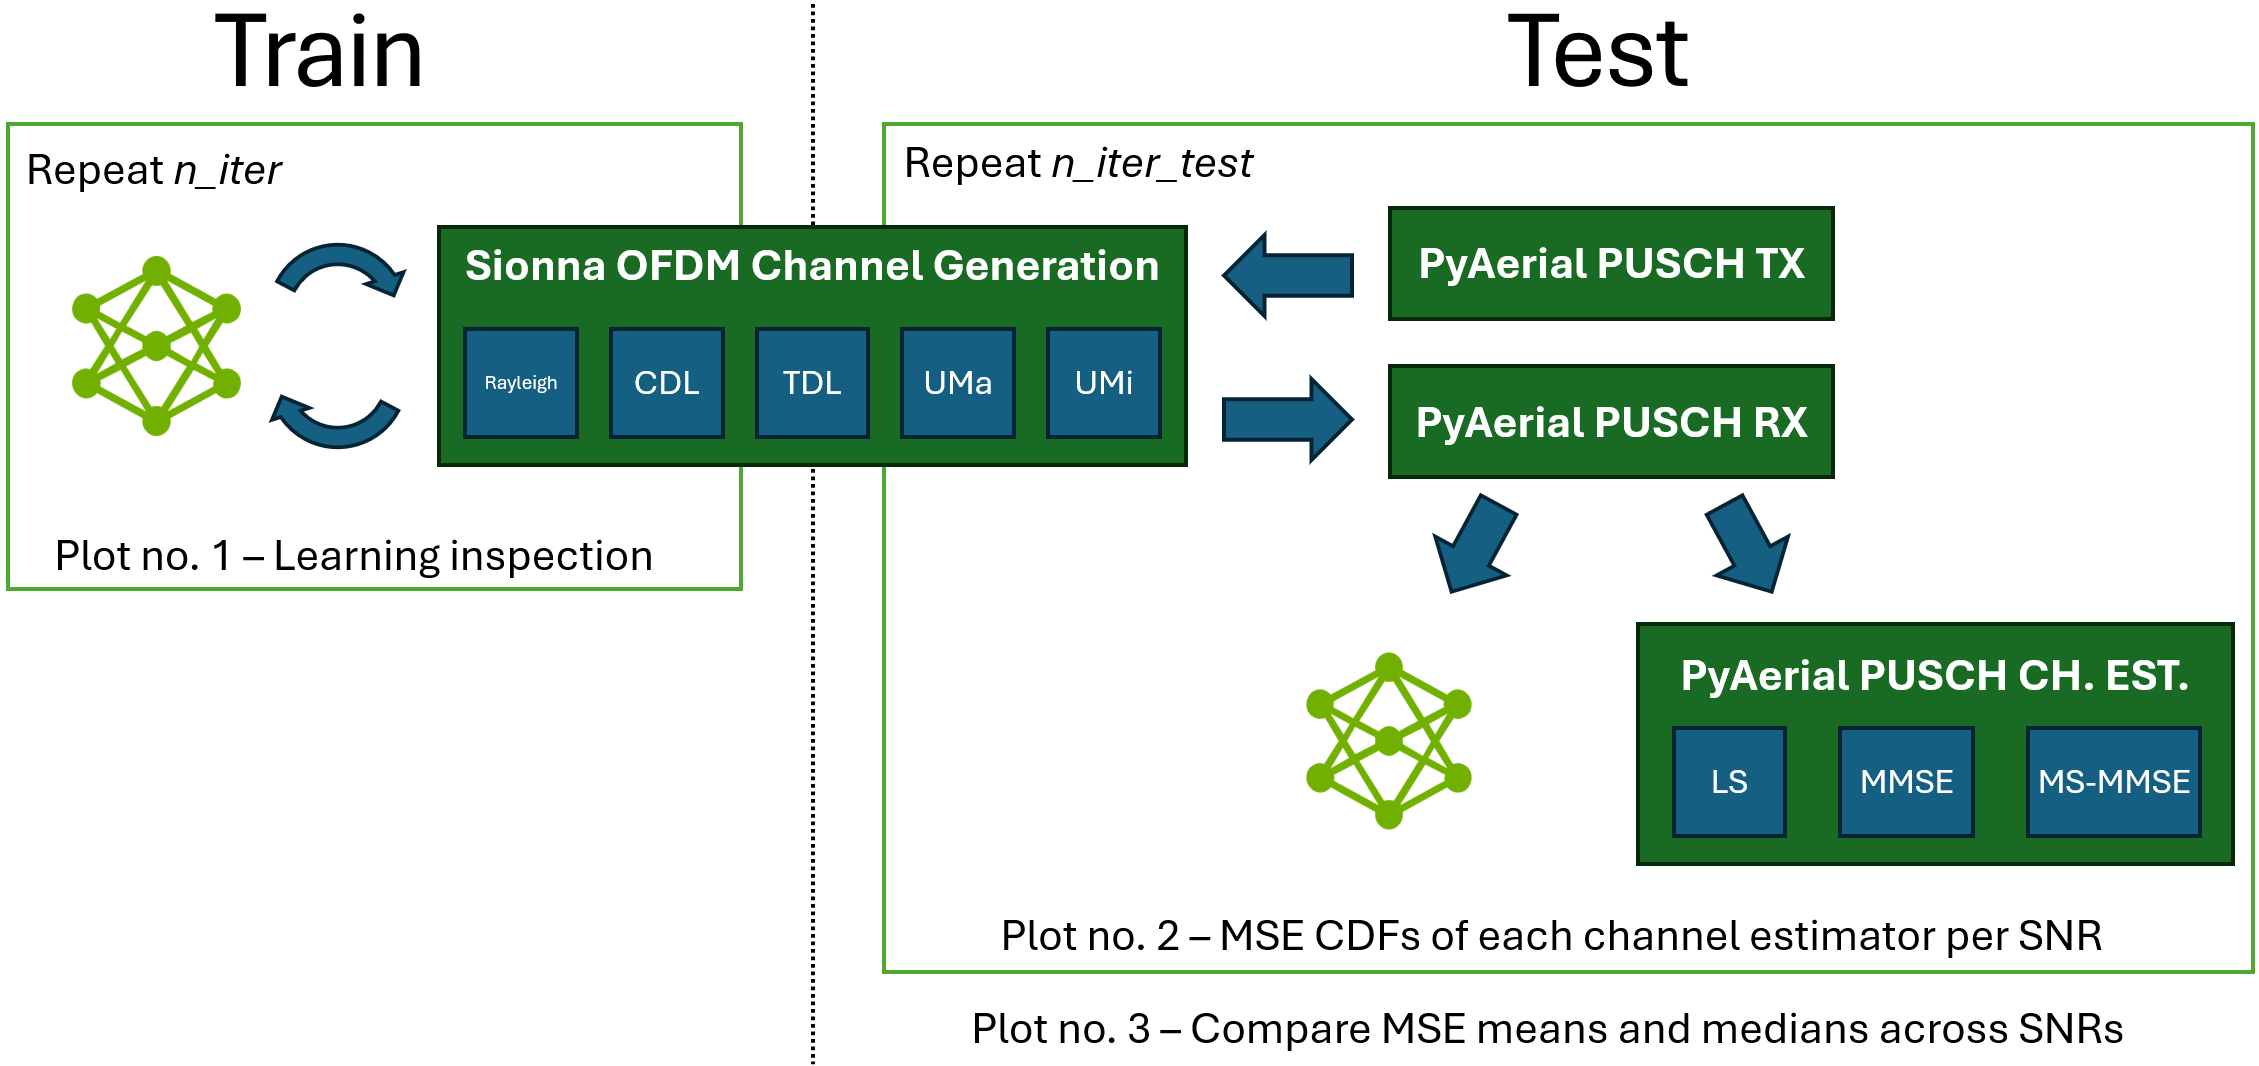 Train
Test
Repeat n_iter
Repeat n_iter_test
Sionna OFDM Channel Generation
Rayleigh
CDL
TDL
UMa
UMi
PyAerial PUSCH TX
PyAerial PUSCH RX
Plot no. 1 – Learning inspection
PyAerial PUSCH CH. EST.
LS
MMSE
MS-MMSE
Plot no. 2 – MSE CDFs of each channel estimator per SNR
Plot no. 3 – Compare MSE means and medians across SNRs